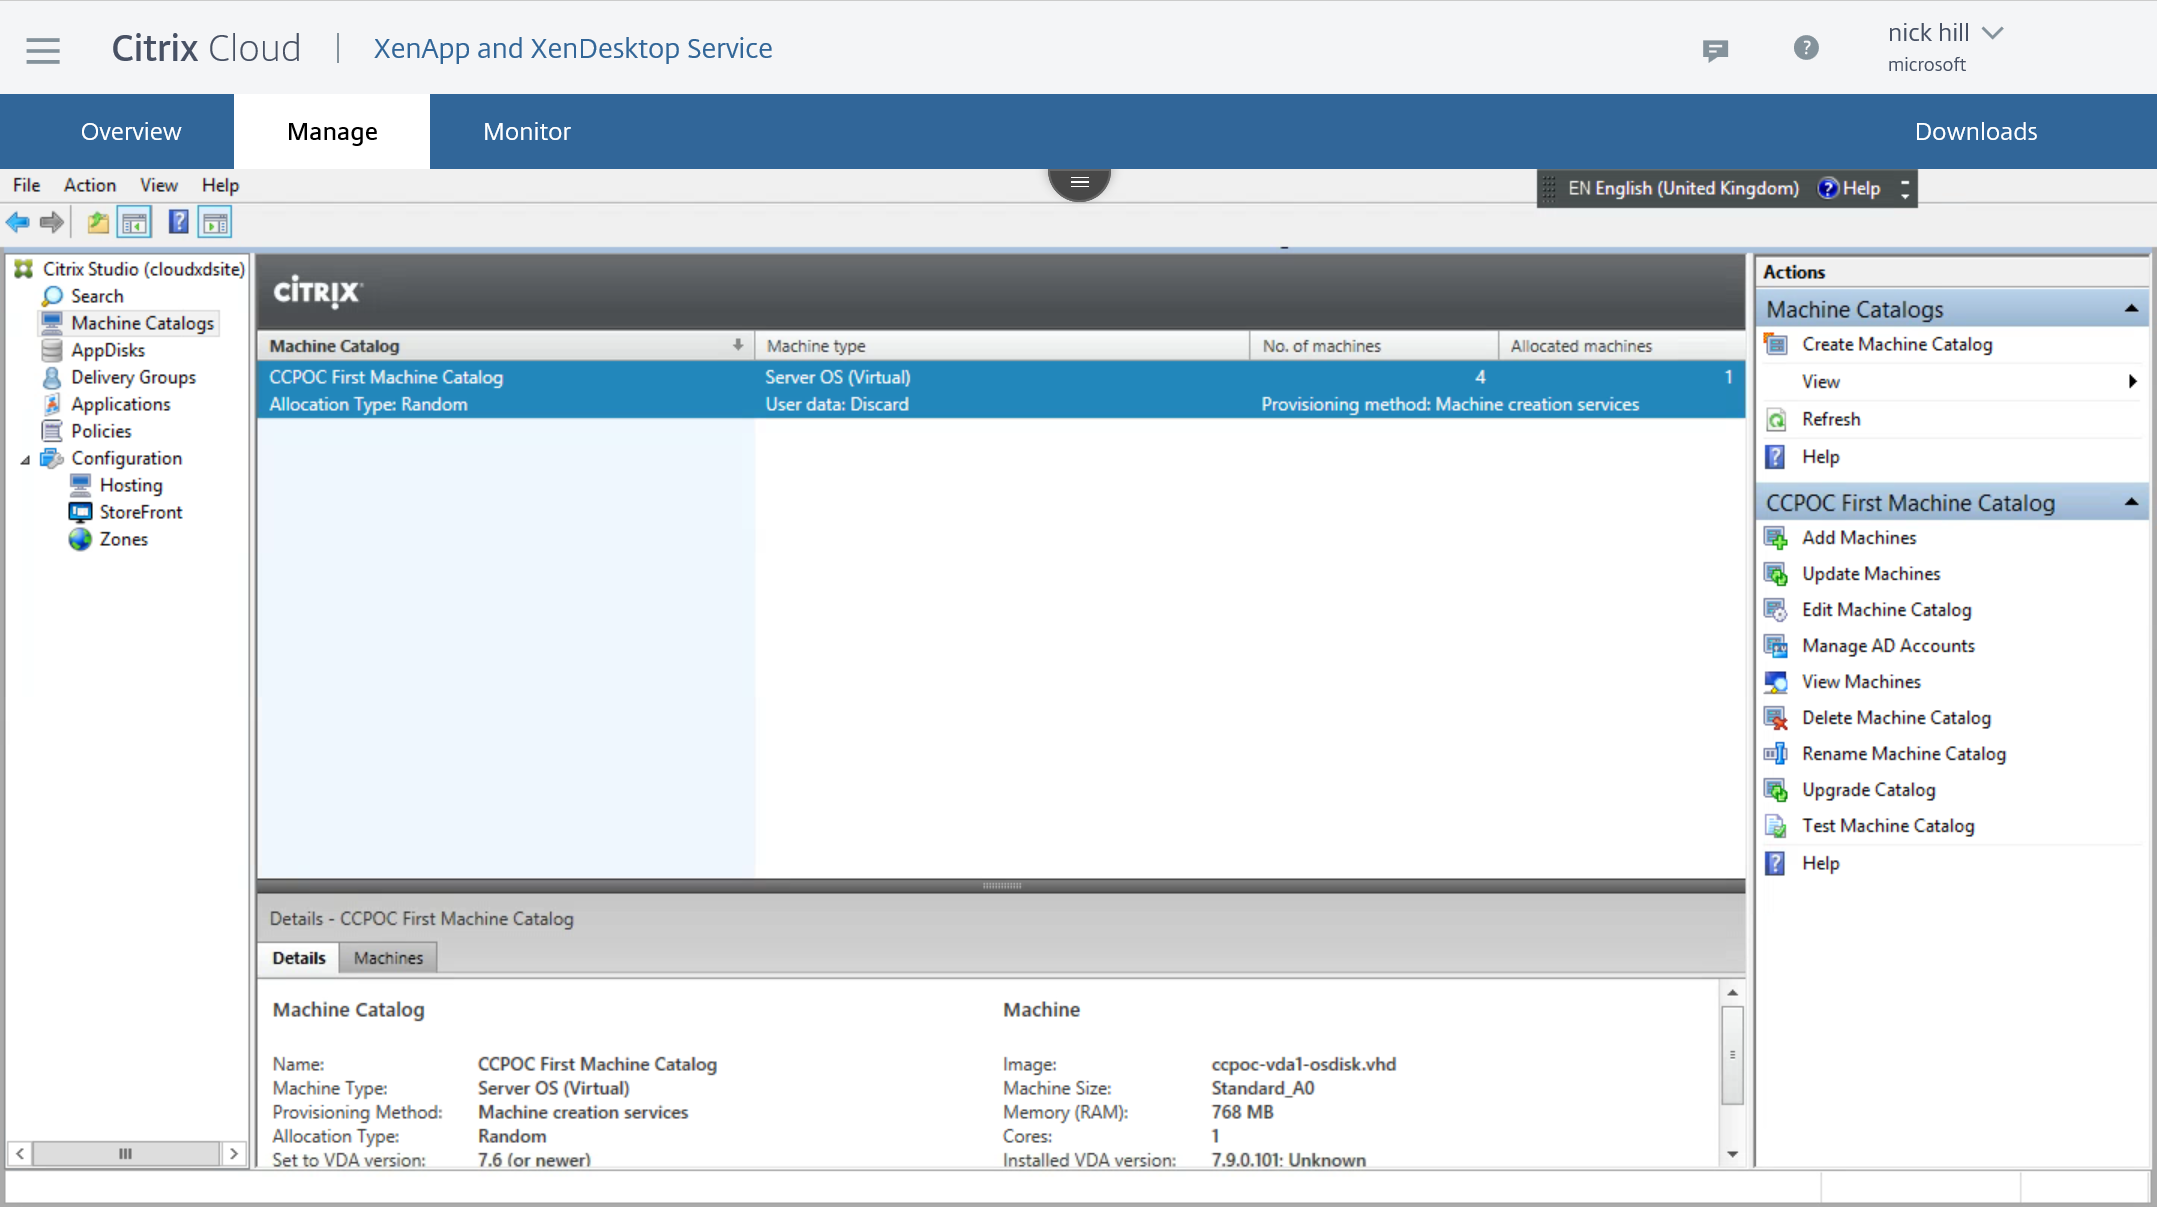 Citrix Cloud | XenApp and XenDesktop Service
nick hill
microsoft
Overview
Manage
Monitor
Downloads
File Action View Help
EN English (United Kingdom) Help
Citrix Studio (cloudxdsite)
Search
Machine Catalogs
AppDisks
Delivery Groups
Applications
Policies
Configuration
Hosting
StoreFront
Zones
CITRIX
Machine Catalog Machine type No. of machines Allocated machines
CCPOC First Machine Catalog Server OS (Virtual) 4 1
Allocation Type: Random User data: Discard Provisioning method: Machine creation services
Details - CCPOC First Machine Catalog
Details Machines
Machine Catalog
Name: CCPOC First Machine Catalog
Machine Type: Server OS (Virtual)
Provisioning Method: Machine creation services
Allocation Type: Random
Set to VDA version: 7.6 (or newer)
Machine
Image: ccpoc-vda1-osdisk.vhd
Machine Size: Standard_A0
Memory (RAM): 768 MB
Cores: 1
Installed VDA version: 7.9.0.101: Unknown
Actions
Machine Catalogs
Create Machine Catalog
View
Refresh
Help
CCPOC First Machine Catalog
Add Machines
Update Machines
Edit Machine Catalog
Manage AD Accounts
View Machines
Delete Machine Catalog
Rename Machine Catalog
Upgrade Catalog
Test Machine Catalog
Help